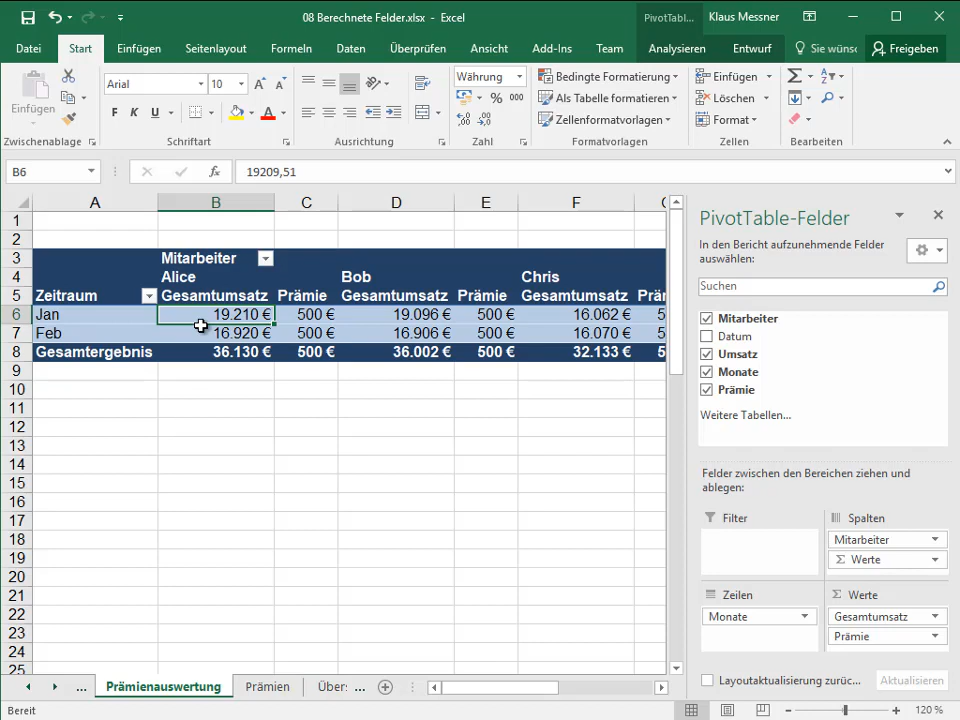 08 Berechnete Felder.xlsx - Excel
PivotTabl...
Klaus Messner
Datei Start Einfügen Seitenlayout Formeln Daten Überprüfen Ansicht Add-Ins Team Analysieren Entwurf Sie wüns Freigeben
Einfügen
Arial 10
F K U
Währung
% 000
Bedingte Formatierung
Als Tabelle formatieren
Zellenformatvorlagen
Einfügen
Löschen
Format
Zwischenablage Schriftart Ausrichtung Zahl Formatvorlagen Zellen Bearbeiten
B6 fx 19209,51
A B C D E F
1
2
3 Mitarbeiter
4 Alice Bob Chris
5 Zeitraum Gesamtumsatz Prämie Gesamtumsatz Prämie Gesamtumsatz Prä
6 Jan 19.210 € 500 € 19.096 € 500 € 16.062 € 5
7 Feb 16.920 € 500 € 16.906 € 500 € 16.070 € 5
8 Gesamtergebnis 36.130 € 500 € 36.002 € 500 € 32.133 € 5
9
10
11
12
13
14
15
16
17
18
19
20
21
22
23
24
25
PivotTable-Felder
In den Bericht aufzunehmende Felder
auswählen:
Suchen
Mitarbeiter
Datum
Umsatz
Monate
Prämie
Weitere Tabellen...
Felder zwischen den Bereichen ziehen und
ablegen:
Filter
Spalten
Mitarbeiter
Σ Werte
Zeilen
Monate
Σ Werte
Gesamtumsatz
Prämie
... Prämienauswertung Prämien Über: ...
Layoutaktualisierung zurüc... Aktualisieren
Bereit
120 %